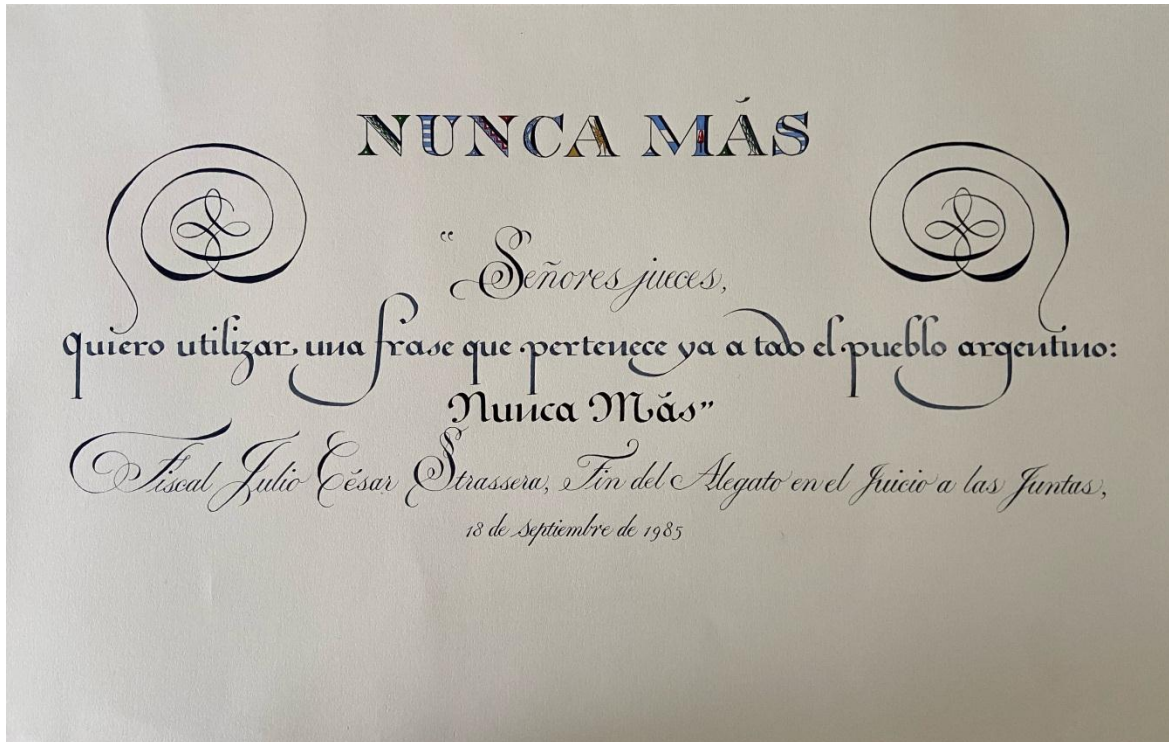 NUNCA MÁS
“Señores jueces,
quiero utilizar una frase que pertenece ya a todo el pueblo argentino:
Nunca Más”
Fiscal Julio César Strassera, Fin del Alegato en el Juicio a las Juntas,
18 de septiembre de 1985